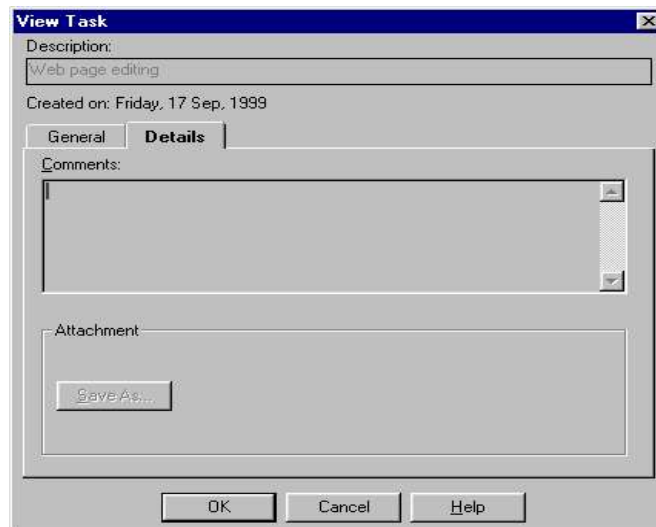 View Task
Description:
Web page editing
Created on: Friday, 17 Sep, 1999
General Details
Comments:
Attachment
Save As...
OK Cancel Help